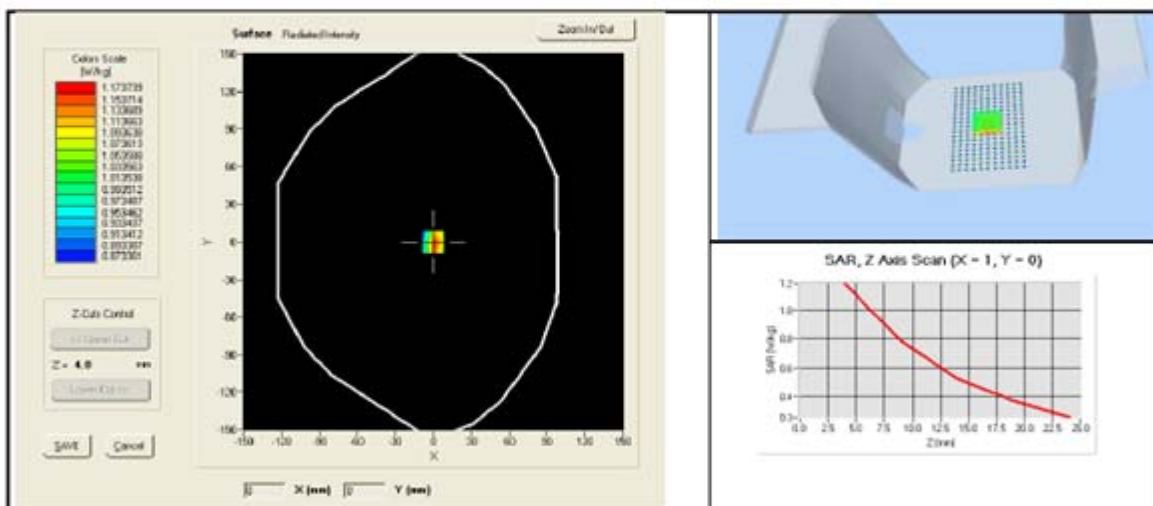 Surface Radiated Intensity
Zoom In/Out
Colors Scale
[W/kg]
1.173739
1.153714
1.133689
1.113663
1.093638
1.073613
1.053588
1.033563
1.013538
0.993512
0.973487
0.953462
0.933437
0.913412
0.893387
0.873361
Z-Cuts Control
Z = 4.0 mm
SAVE
Cancel
150
120
90
60
30
0
-30
-60
-90
-120
-150
Y
-150 -120 -90 -60 -30 0 30 60 90 120 150
X
0 X (mm) 0 Y (mm)
SAR, Z Axis Scan (X = 1, Y = 0)
SAR (W/kg)
1.2
1.0
0.8
0.6
0.4
0.3
0.0 2.5 5.0 7.5 10.0 12.5 15.0 17.5 20.0 22.5 25.0
Z (mm)